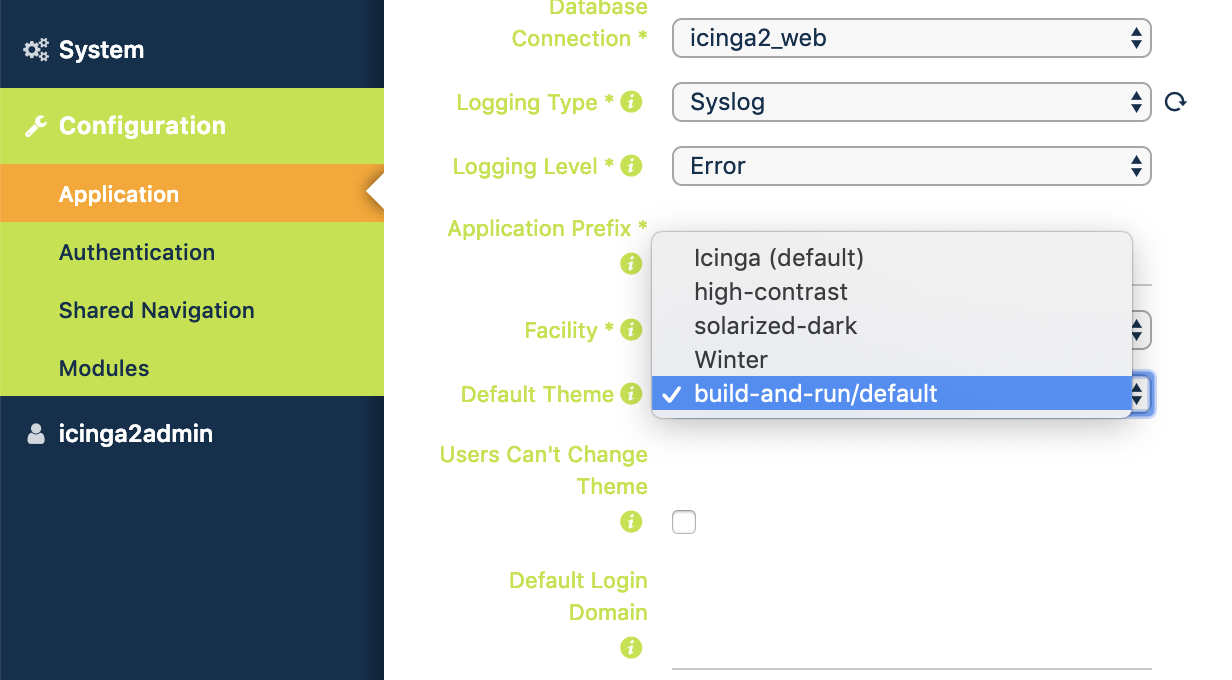 System
Configuration
Application
Authentication
Shared Navigation
Modules
icinga2admin
Database
Connection *
icinga2_web
Logging Type *
Syslog
Logging Level *
Error
Application Prefix *
Facility *
Default Theme
Icinga (default)
high-contrast
solarized-dark
Winter
build-and-run/default
Users Can't Change
Theme
Default Login
Domain